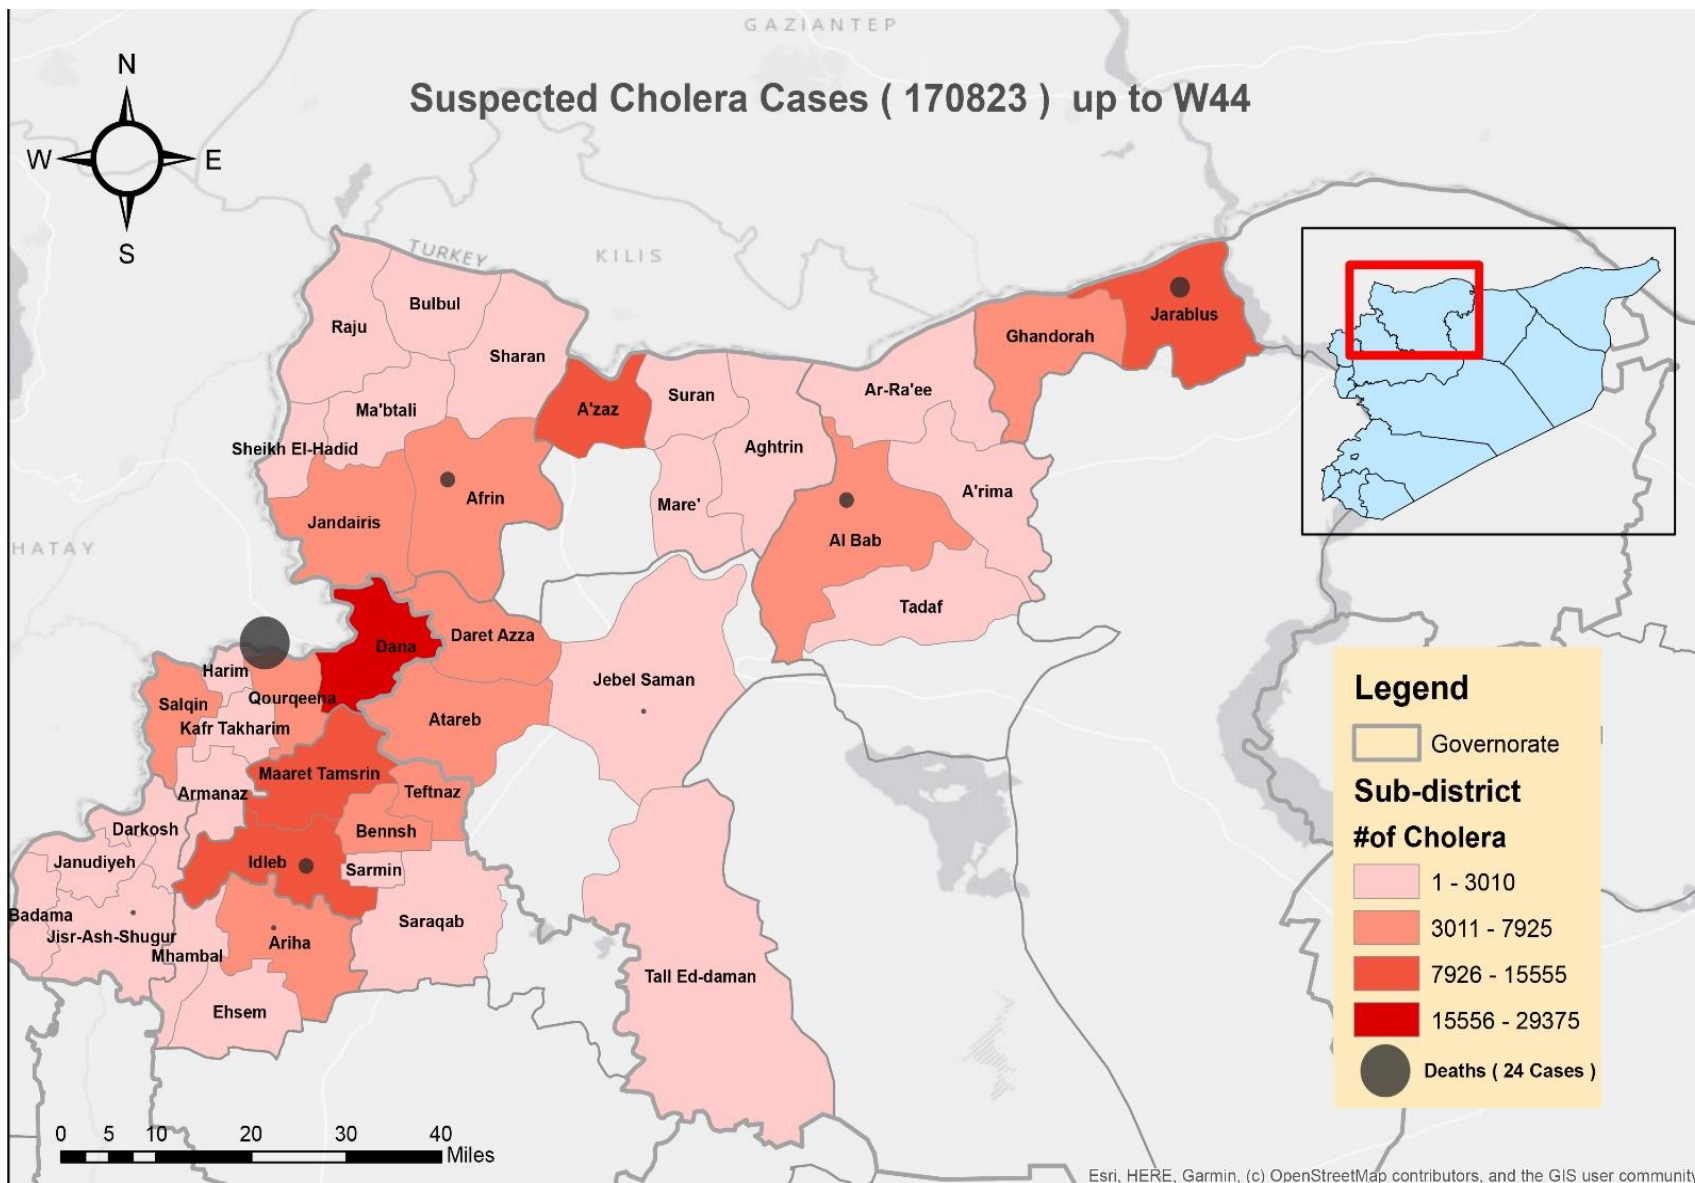 GAZIANTEP
Suspected Cholera Cases ( 170823 ) up to W44
N
W
E
S
TURKEY
KILIS
Bulbul
Raju
Sharan
Ghandorah
Jarablus
Ar-Ra'ee
Suran
A'zaz
Ma'btali
Sheikh El-Hadid
Aghtrin
A'rima
Afrin
Mare'
Jandairis
Al Bab
HATAY
Tadaf
Daret Azza
Dana
Harim
Jebel Saman
Qourqeena
Salqin
Atareb
Kafr Takharim
Maaret Tamsrin
Armanaz
Teftnaz
Darkosh
Bennsh
Janudiyeh
Idleb
Sarmin
Badama
Saraqab
Jisr-Ash-Shugur
Ariha
Mhambal
Tall Ed-daman
Ehsem
Legend
Governorate
Sub-district
#of Cholera
1 - 3010
3011 - 7925
7926 - 15555
15556 - 29375
Deaths ( 24 Cases )
0 5 10 20 30 40
Miles
Esri, HERE, Garmin, (c) OpenStreetMap contributors, and the GIS user community